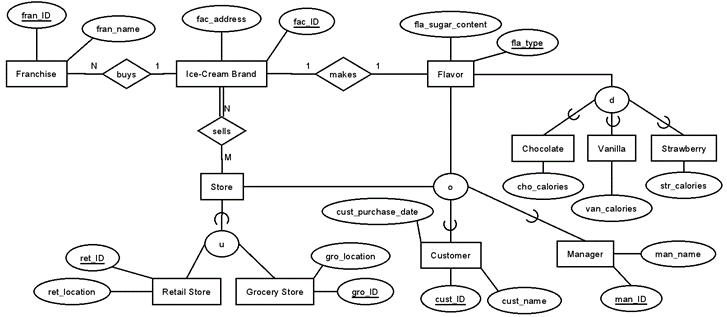 fran_ID
fran_name
fac_address
fac_ID
fla_sugar_content
fla_type
Franchise
N
buys
1
Ice-Cream Brand
1
makes
1
Flavor
d
N
sells
M
Chocolate
Vanilla
Strawberry
cho_calories
van_calories
str_calories
Store
o
u
cust_purchase_date
ret_ID
ret_location
Retail Store
Grocery Store
gro_location
gro_ID
Customer
cust_ID
cust_name
Manager
man_name
man_ID